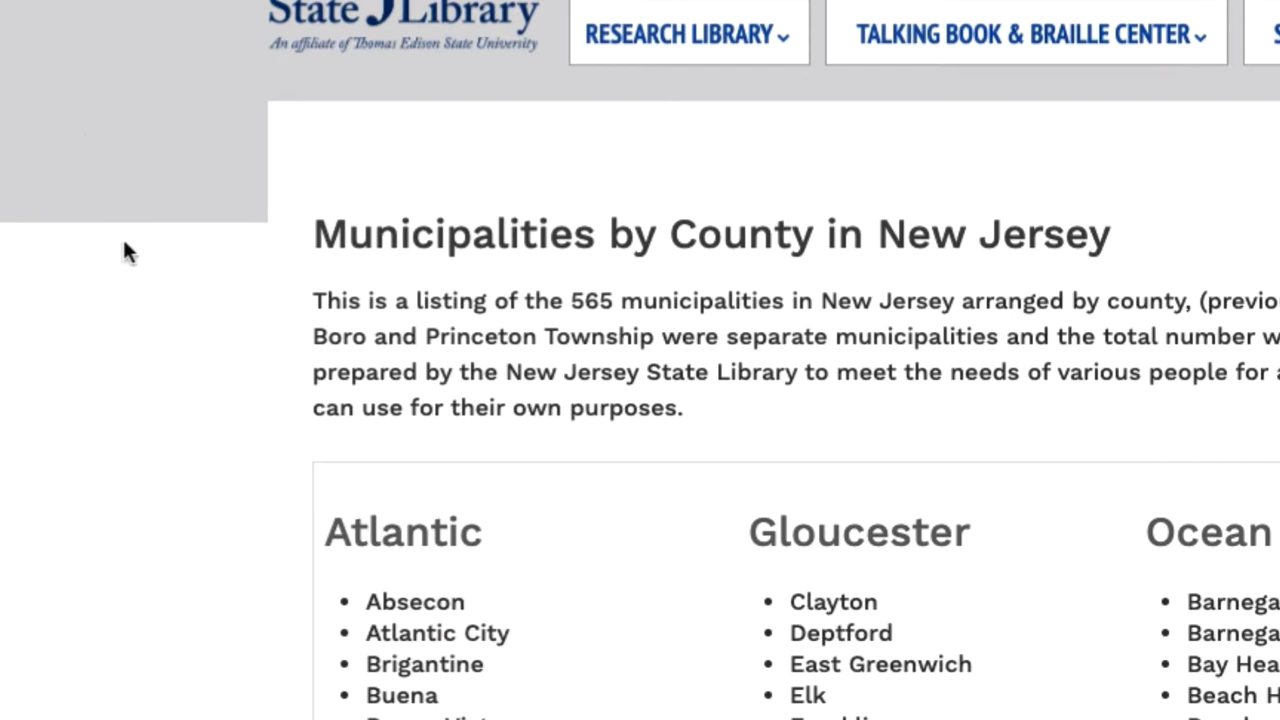 State Library
An affiliate of Thomas Edison State University
RESEARCH LIBRARY
TALKING BOOK & BRAILLE CENTER
Municipalities by County in New Jersey
This is a listing of the 565 municipalities in New Jersey arranged by county,
Boro and Princeton Township were separate municipalities and the total number
prepared by the New Jersey State Library to meet the needs of various people for
can use for their own purposes.
Atlantic
Absecon
Atlantic City
Brigantine
Buena
Gloucester
Clayton
Deptford
East Greenwich
Elk
Ocean
Bay
Beach